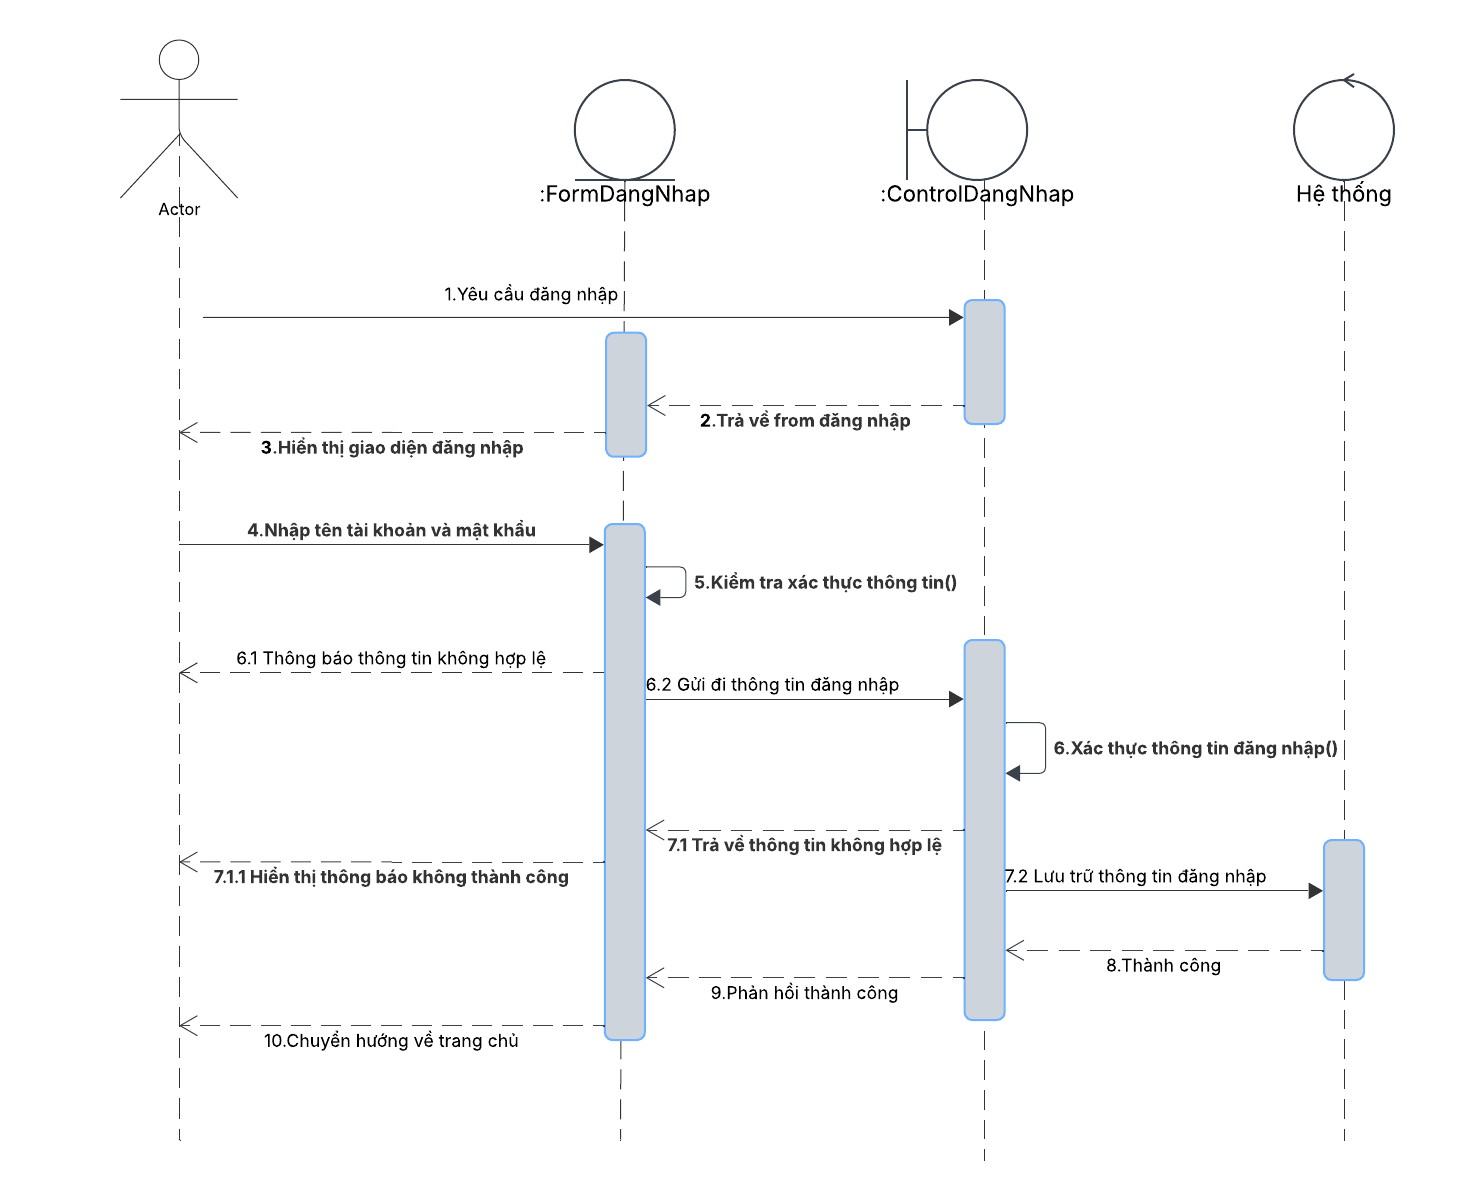 Actor
:FormDangNhap
:ControlDangNhap
Hệ thống
1.Yêu cầu đăng nhập
2.Trả về from đăng nhập
3.Hiển thị giao diện đăng nhập
4.Nhập tên tài khoản và mật khẩu
5.Kiểm tra xác thực thông tin()
6.1 Thông báo thông tin không hợp lệ
6.2 Gửi đi thông tin đăng nhập
6.Xác thực thông tin đăng nhập()
7.1 Trả về thông tin không hợp lệ
7.1.1 Hiển thị thông báo không thành công
7.2 Lưu trữ thông tin đăng nhập
8.Thành công
9.Phản hồi thành công
10.Chuyển hướng về trang chủ